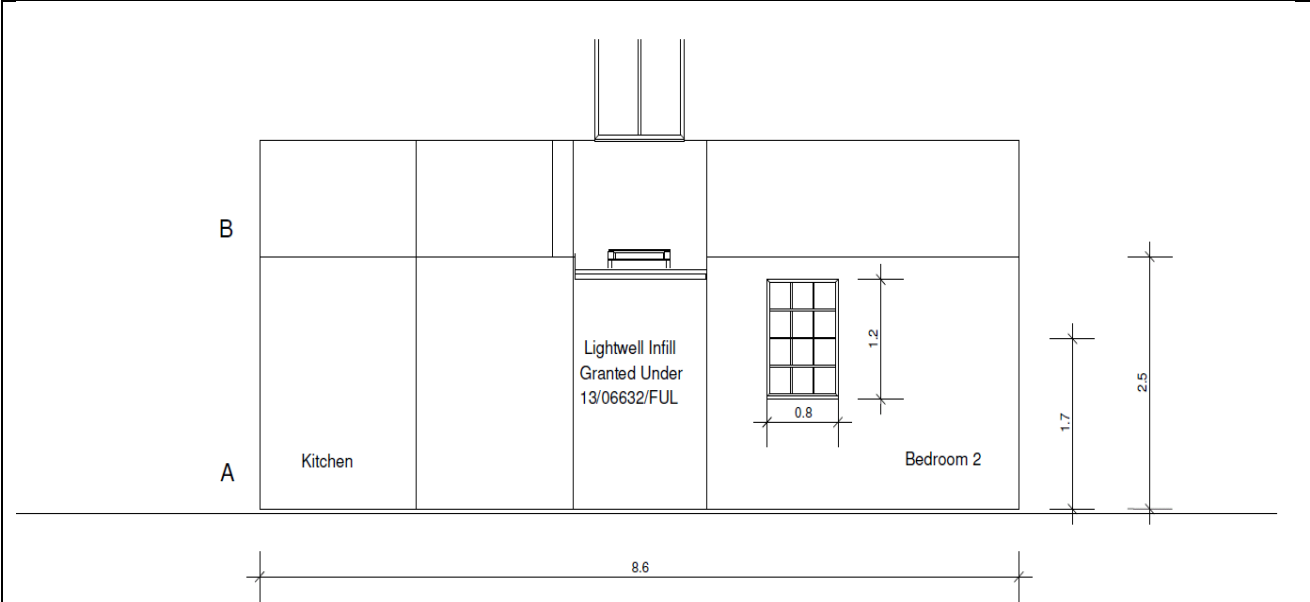 B
Lightwell Infill
Granted Under
13/06632/FUL
1.2
0.8
1.7
2.5
Kitchen
Bedroom 2
A
8.6